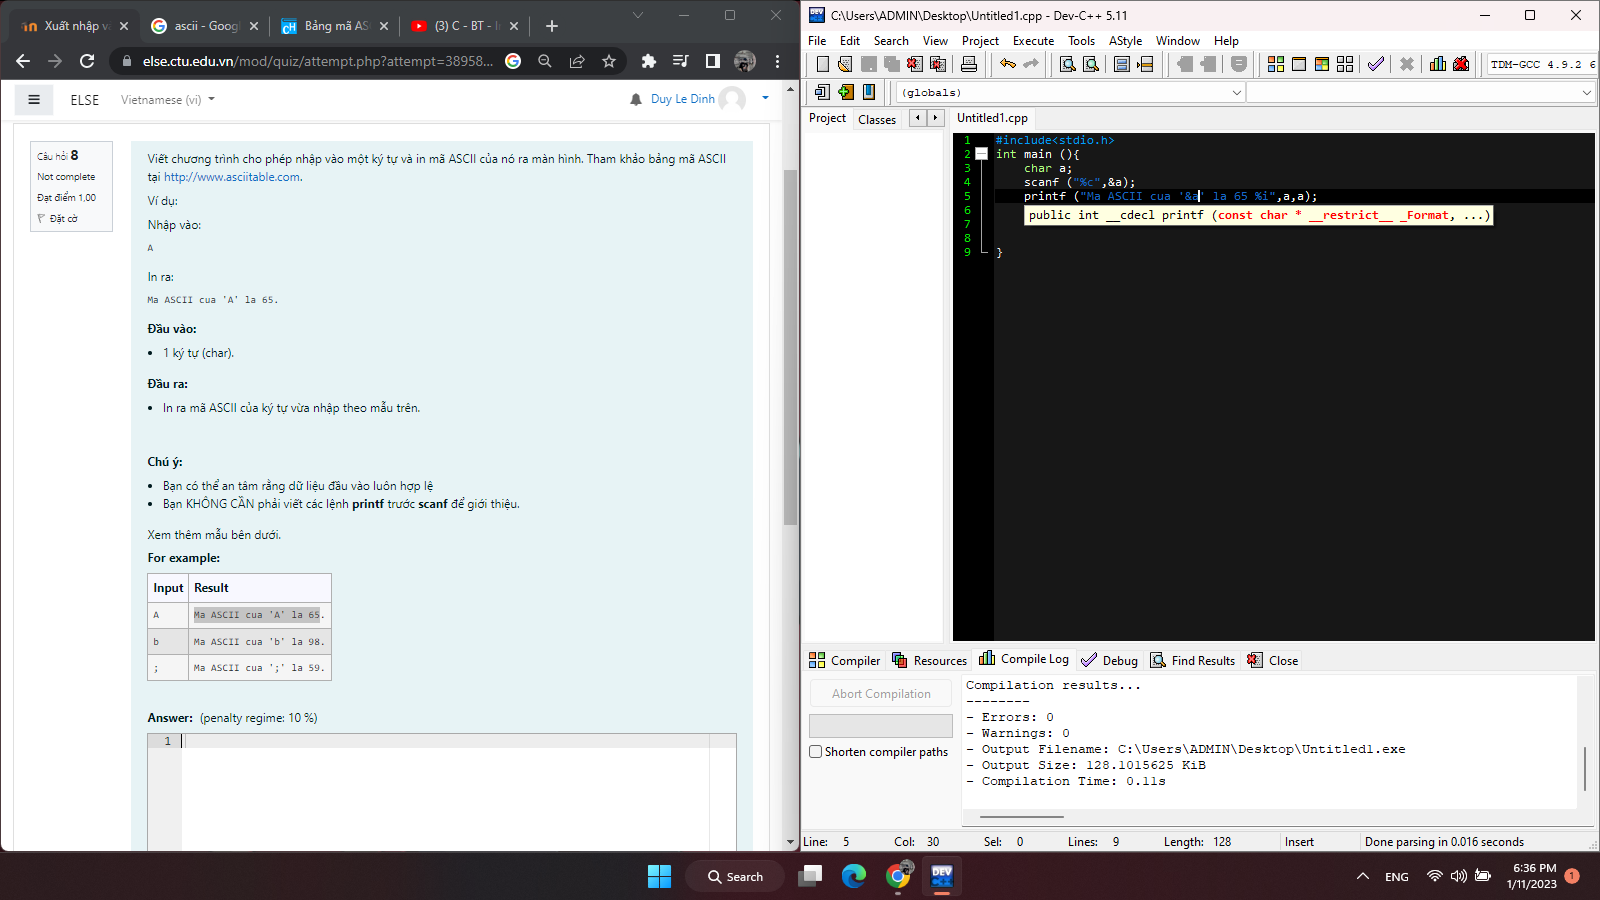 Xuất nhập và
ascii - Googl
Bảng mã AS
(3) C - BT - I
else.ctu.edu.vn/mod/quiz/attempt.php?attempt=38958...
ELSE
Vietnamese (vi)
Duy Le Dinh
Câu hỏi 8
Not complete
Đạt điểm 1,00
Đặt cờ
Viết chương trình cho phép nhập vào một ký tự và in mã ASCII của nó ra màn hình. Tham khảo bảng mã ASCII
tại http://www.asciitable.com.
Ví dụ:
Nhập vào:
A
In ra:
Ma ASCII cua 'A' la 65.
Đầu vào:
• 1 ký tự (char).
Đầu ra:
• In ra mã ASCII của ký tự vừa nhập theo mẫu trên.
Chú ý:
• Bạn có thể an tâm rằng dữ liệu đầu vào luôn hợp lệ
• Bạn KHÔNG CẦN phải viết các lệnh printf trước scanf để giới thiệu.
Xem thêm mẫu bên dưới.
For example:
Input Result
A Ma ASCII cua 'A' la 65.
b Ma ASCII cua 'b' la 98.
; Ma ASCII cua ';' la 59.
Answer: (penalty regime: 10 %)
1
C:\Users\ADMIN\Desktop\Untitled1.cpp - Dev-C++ 5.11
File Edit Search View Project Execute Tools AStyle Window Help
TDM-GCC 4.9.2 6
(globals)
Project Classes
Untitled1.cpp
1 #include<stdio.h>
2 int main (){
3 char a;
4 scanf ("%c",&a);
5 printf ("Ma ASCII cua '&a' la 65 %i",a,a);
6 public int __cdecl printf (const char * __restrict__ _Format, ...)
7
8
9 }
Compiler Resources Compile Log Debug Find Results Close
Abort Compilation
Shorten compiler paths
Compilation results...
--------
- Errors: 0
- Warnings: 0
- Output Filename: C:\Users\ADMIN\Desktop\Untitled1.exe
- Output Size: 128.1015625 KiB
- Compilation Time: 0.11s
Line: 5 Col: 30 Sel: 0 Lines: 9 Length: 128 Insert Done parsing in 0.016 seconds
Search
DEV
ENG
6:36 PM
1/11/2023
1